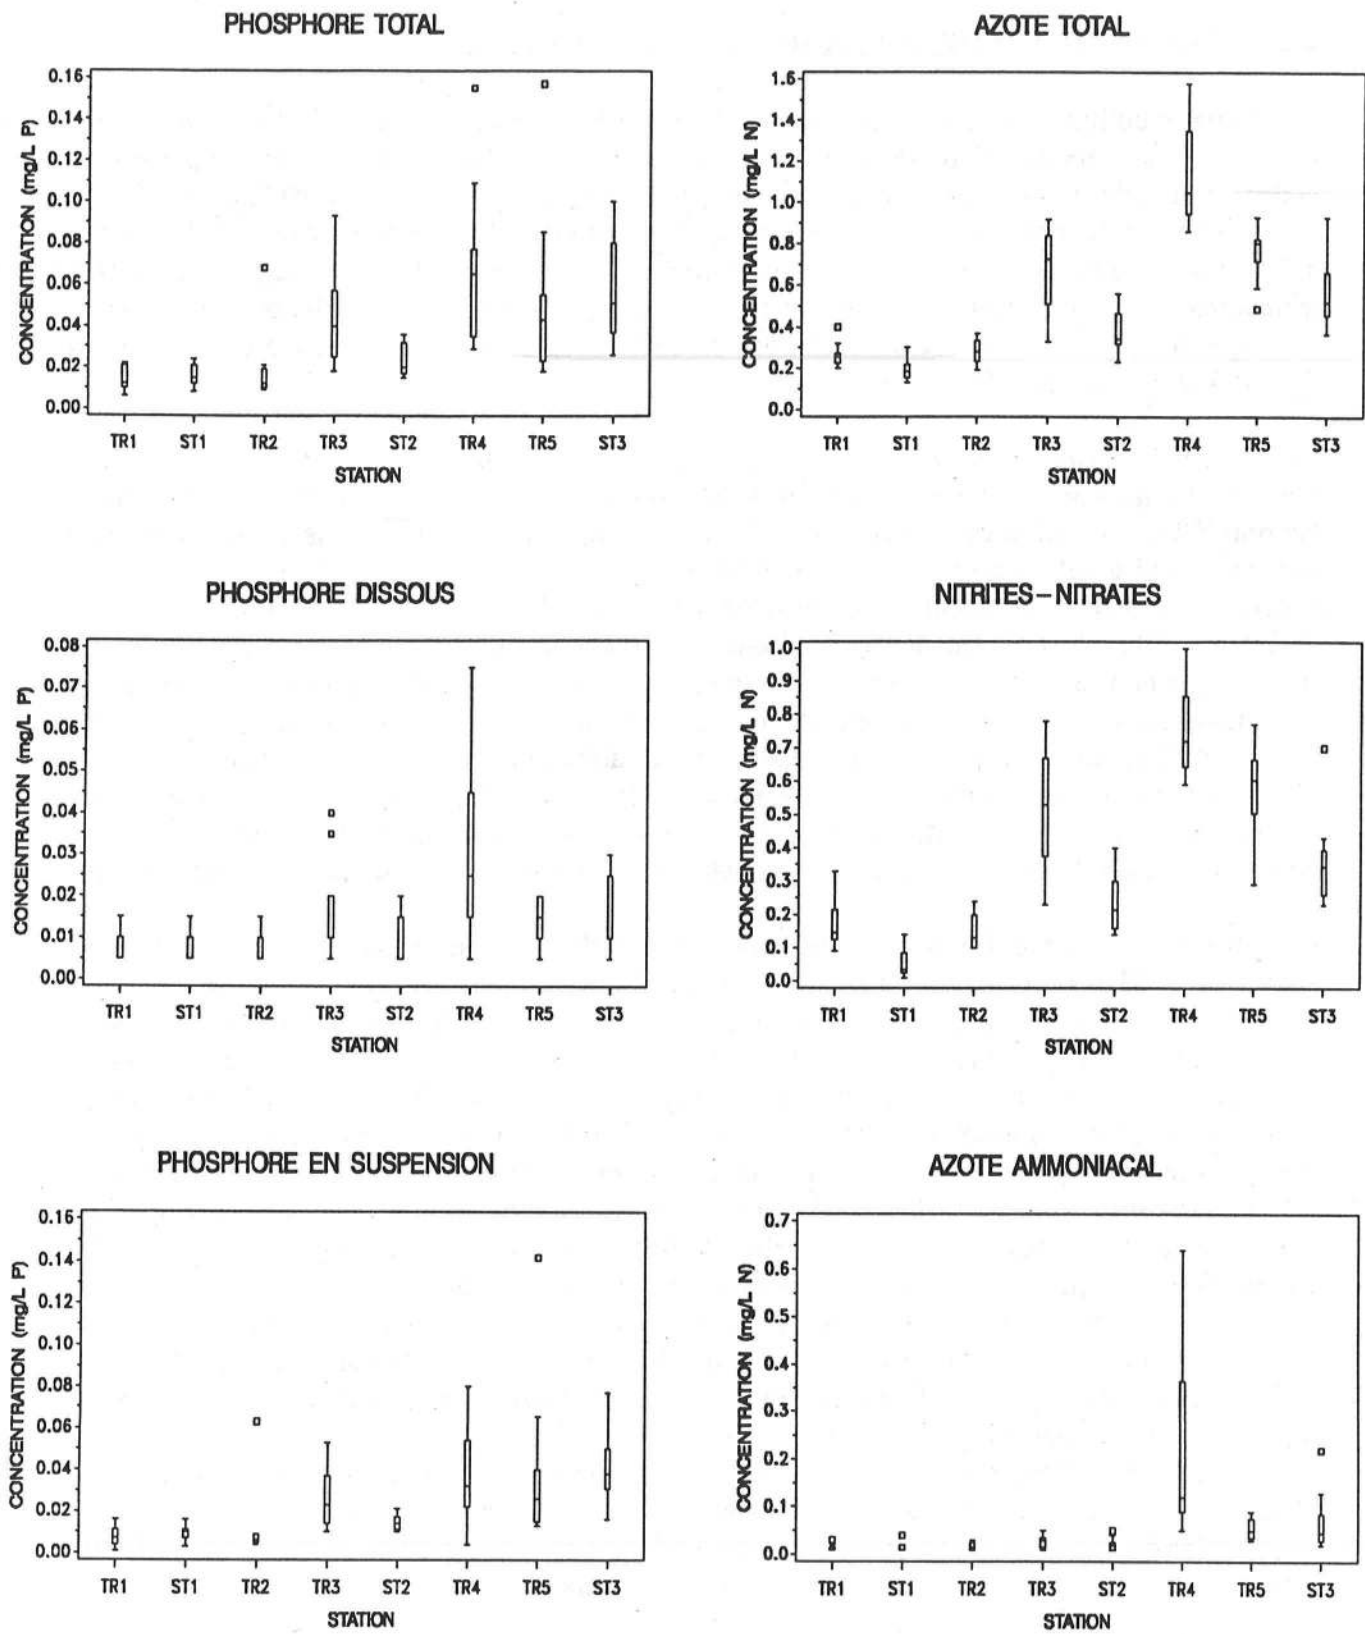 PHOSPHORE TOTAL
CONCENTRATION (mg/L P)
0.16
0.14
0.12
0.10
0.08
0.06
0.04
0.02
0.00
TR1 ST1 TR2 TR3 ST2 TR4 TR5 ST3
STATION
AZOTE TOTAL
CONCENTRATION (mg/L N)
1.6
1.4
1.2
1.0
0.8
0.6
0.4
0.2
0.0
TR1 ST1 TR2 TR3 ST2 TR4 TR5 ST3
STATION
PHOSPHORE DISSOUS
CONCENTRATION (mg/L P)
0.08
0.07
0.06
0.05
0.04
0.03
0.02
0.01
0.00
TR1 ST1 TR2 TR3 ST2 TR4 TR5 ST3
STATION
NITRITES-NITRATES
CONCENTRATION (mg/L N)
1.0
0.9
0.8
0.7
0.6
0.5
0.4
0.3
0.2
0.1
0.0
TR1 ST1 TR2 TR3 ST2 TR4 TR5 ST3
STATION
PHOSPHORE EN SUSPENSION
CONCENTRATION (mg/L P)
0.16
0.14
0.12
0.10
0.08
0.06
0.04
0.02
0.00
TR1 ST1 TR2 TR3 ST2 TR4 TR5 ST3
STATION
AZOTE AMMONIACAL
CONCENTRATION (mg/L N)
0.7
0.6
0.5
0.4
0.3
0.2
0.1
0.0
TR1 ST1 TR2 TR3 ST2 TR4 TR5 ST3
STATION